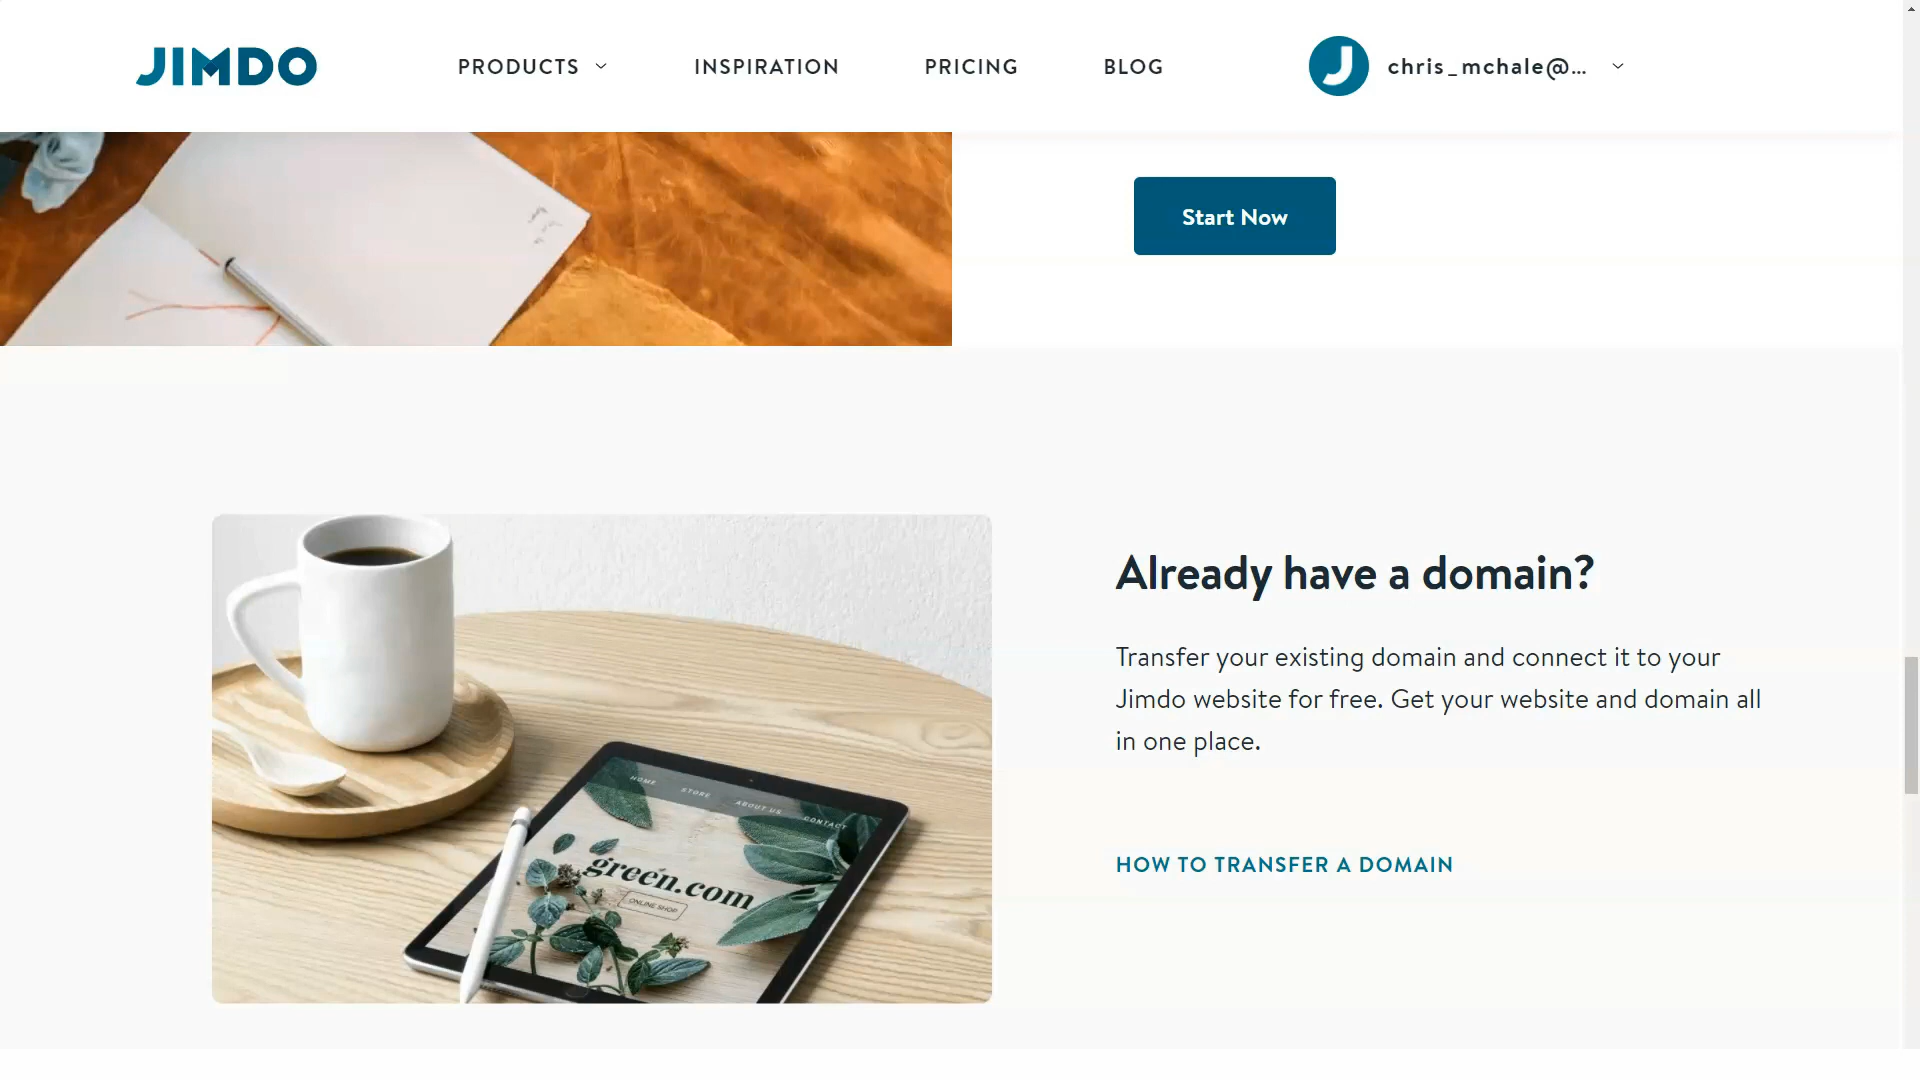 JIMDO
PRODUCTS
INSPIRATION
PRICING
BLOG
chris_mchale@...
Start Now
Already have a domain?
Transfer your existing domain and connect it to your
Jimdo website for free. Get your website and domain all
in one place.
HOME
STORE
ABOUT US
CONTACT
green.com
ONLINE SHOP
HOW TO TRANSFER A DOMAIN